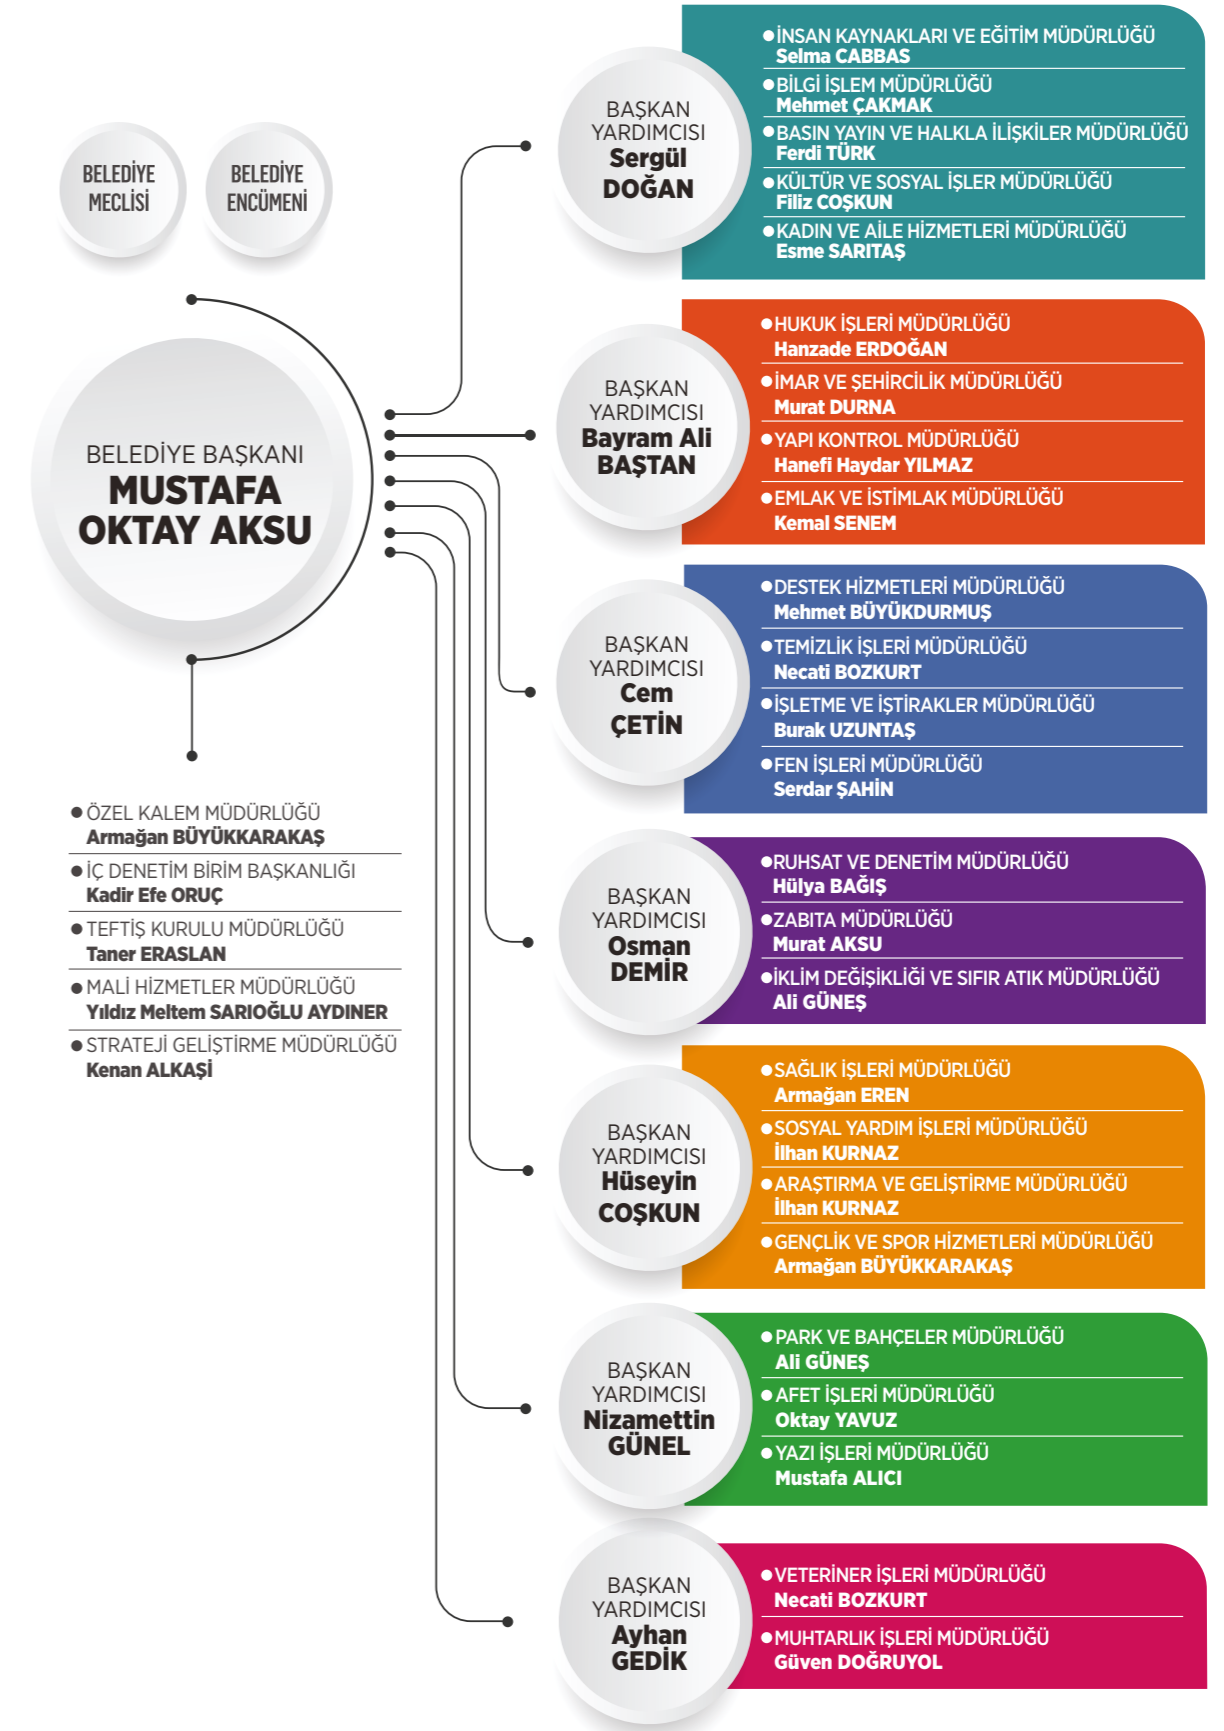 BELEDİYE
MECLİSİ
BELEDİYE
ENCÜMENİ
BELEDİYE BAŞKANI
MUSTAFA
OKTAY AKSU
ÖZEL KALEM MÜDÜRLÜĞÜ
Armağan BÜYÜKKARAKAŞ
İÇ DENETİM BİRİM BAŞKANLIĞI
Kadir Efe ORUÇ
TEFTİŞ KURULU MÜDÜRLÜĞÜ
Taner ERASLAN
MALİ HİZMETLER MÜDÜRLÜĞÜ
Yıldız Meltem SARIOĞLU AYDINER
STRATEJİ GELİŞTİRME MÜDÜRLÜĞÜ
Kenan ALKAŞİ
BAŞKAN
YARDIMCISI
Sergül
DOĞAN
İNSAN KAYNAKLARI VE EĞİTİM MÜDÜRLÜĞÜ
Selma CABBAS
BİLGİ İŞLEM MÜDÜRLÜĞÜ
Mehmet ÇAKMAK
BASIN YAYIN VE HALKLA İLİŞKİLER MÜDÜRLÜĞÜ
Ferdi TÜRK
KÜLTÜR VE SOSYAL İŞLER MÜDÜRLÜĞÜ
Filiz COŞKUN
KADIN VE AİLE HİZMETLERİ MÜDÜRLÜĞÜ
Esme SARITAŞ
BAŞKAN
YARDIMCISI
Bayram Ali
BAŞTAN
HUKUK İŞLERİ MÜDÜRLÜĞÜ
Hanzade ERDOĞAN
İMAR VE ŞEHİRCİLİK MÜDÜRLÜĞÜ
Murat DURNA
YAPI KONTROL MÜDÜRLÜĞÜ
Hanefi Haydar YILMAZ
EMLAK VE İSTİMLAK MÜDÜRLÜĞÜ
Kemal SENEM
BAŞKAN
YARDIMCISI
Cem
ÇETİN
DESTEK HİZMETLERİ MÜDÜRLÜĞÜ
Mehmet BÜYÜKDURMUŞ
TEMİZLİK İŞLERİ MÜDÜRLÜĞÜ
Necati BOZKURT
İŞLETME VE İŞTİRAKLER MÜDÜRLÜĞÜ
Burak UZUNTAŞ
FEN İŞLERİ MÜDÜRLÜĞÜ
Serdar ŞAHİN
BAŞKAN
YARDIMCISI
Osman
DEMİR
RUHSAT VE DENETİM MÜDÜRLÜĞÜ
Hülya BAĞIŞ
ZABITA MÜDÜRLÜĞÜ
Murat AKSU
İKLİM DEĞİŞİKLİĞİ VE SIFIR ATIK MÜDÜRLÜĞÜ
Ali GÜNEŞ
BAŞKAN
YARDIMCISI
Hüseyin
COŞKUN
SAĞLIK İŞLERİ MÜDÜRLÜĞÜ
Armağan EREN
SOSYAL YARDIM İŞLERİ MÜDÜRLÜĞÜ
İlhan KURNAZ
ARAŞTIRMA VE GELİŞTİRME MÜDÜRLÜĞÜ
İlhan KURNAZ
GENÇLİK VE SPOR HİZMETLERİ MÜDÜRLÜĞÜ
Armağan BÜYÜKKARAKAŞ
BAŞKAN
YARDIMCISI
Nizamettin
GÜNEL
PARK VE BAHÇELER MÜDÜRLÜĞÜ
Ali GÜNEŞ
AFET İŞLERİ MÜDÜRLÜĞÜ
Oktay YAVUZ
YAZI İŞLERİ MÜDÜRLÜĞÜ
Mustafa ALICI
BAŞKAN
YARDIMCISI
Ayhan
GEDİK
VETERİNER İŞLERİ MÜDÜRLÜĞÜ
Necati BOZKURT
MUHTARLIK İŞLERİ MÜDÜRLÜĞÜ
Güven DOĞRUYOL